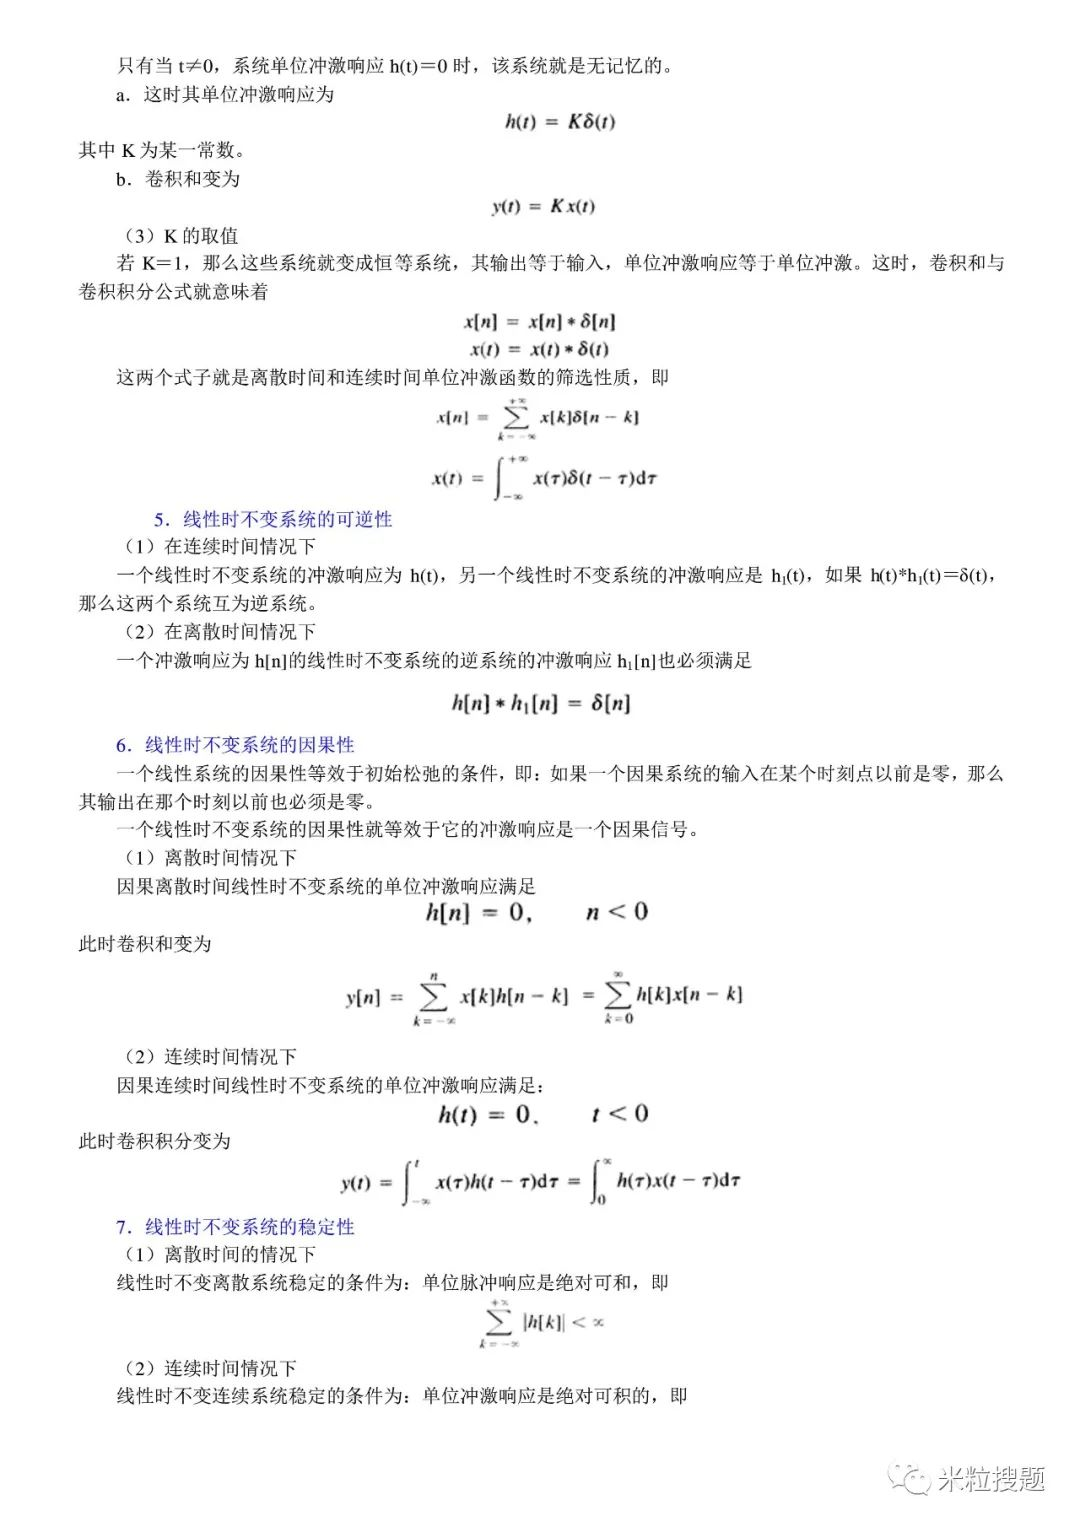 只有当 t≠0，系统单位冲激响应 h(t)＝0 时，该系统就是无记忆的。
a．这时其单位冲激响应为
h(t) = Kδ(t)
其中 K 为某一常数。
b．卷积和变为
y(t) = Kx(t)
（3）K 的取值
若 K＝1，那么这些系统就变成恒等系统，其输出等于输入，单位冲激响应等于单位冲激。这时，卷积和与
卷积积分公式就意味着
x[n] = x[n] * δ[n]
x(t) = x(t) * δ(t)
这两个式子就是离散时间和连续时间单位冲激函数的筛选性质，即
x[n] = ∑_{k=-∞}^{+∞} x[k]δ[n − k]
x(t) = ∫_{-∞}^{+∞} x(τ)δ(t − τ)dτ
5．线性时不变系统的可逆性
（1）在连续时间情况下
一个线性时不变系统的冲激响应为 h(t)，另一个线性时不变系统的冲激响应是 h₁(t)，如果 h(t)*h₁(t)＝δ(t)，
那么这两个系统互为逆系统。
（2）在离散时间情况下
一个冲激响应为 h[n]的线性时不变系统的逆系统的冲激响应 h₁[n]也必须满足
h[n] * h₁[n] = δ[n]
6．线性时不变系统的因果性
一个线性系统的因果性等效于初始松弛的条件，即：如果一个因果系统的输入在某个时刻点以前是零，那么
其输出在那个时刻以前也必须是零。
一个线性时不变系统的因果性就等效于它的冲激响应是一个因果信号。
（1）离散时间情况下
因果离散时间线性时不变系统的单位冲激响应满足
h[n] = 0, n < 0
此时卷积和变为
y[n] = ∑_{k=-∞}^{n} x[k]h[n − k] = ∑_{k=0}^{∞} h[k]x[n − k]
（2）连续时间情况下
因果连续时间线性时不变系统的单位冲激响应满足：
h(t) = 0, t < 0
此时卷积积分变为
y(t) = ∫_{-∞}^{t} x(τ)h(t − τ)dτ = ∫_{0}^{∞} h(τ)x(t − τ)dτ
7．线性时不变系统的稳定性
（1）离散时间的情况下
线性时不变离散系统稳定的条件为：单位脉冲响应是绝对可和，即
∑_{k=-∞}^{+∞} |h[k]| < ∞
（2）连续时间情况下
线性时不变连续系统稳定的条件为：单位冲激响应是绝对可积的，即
米粒搜题